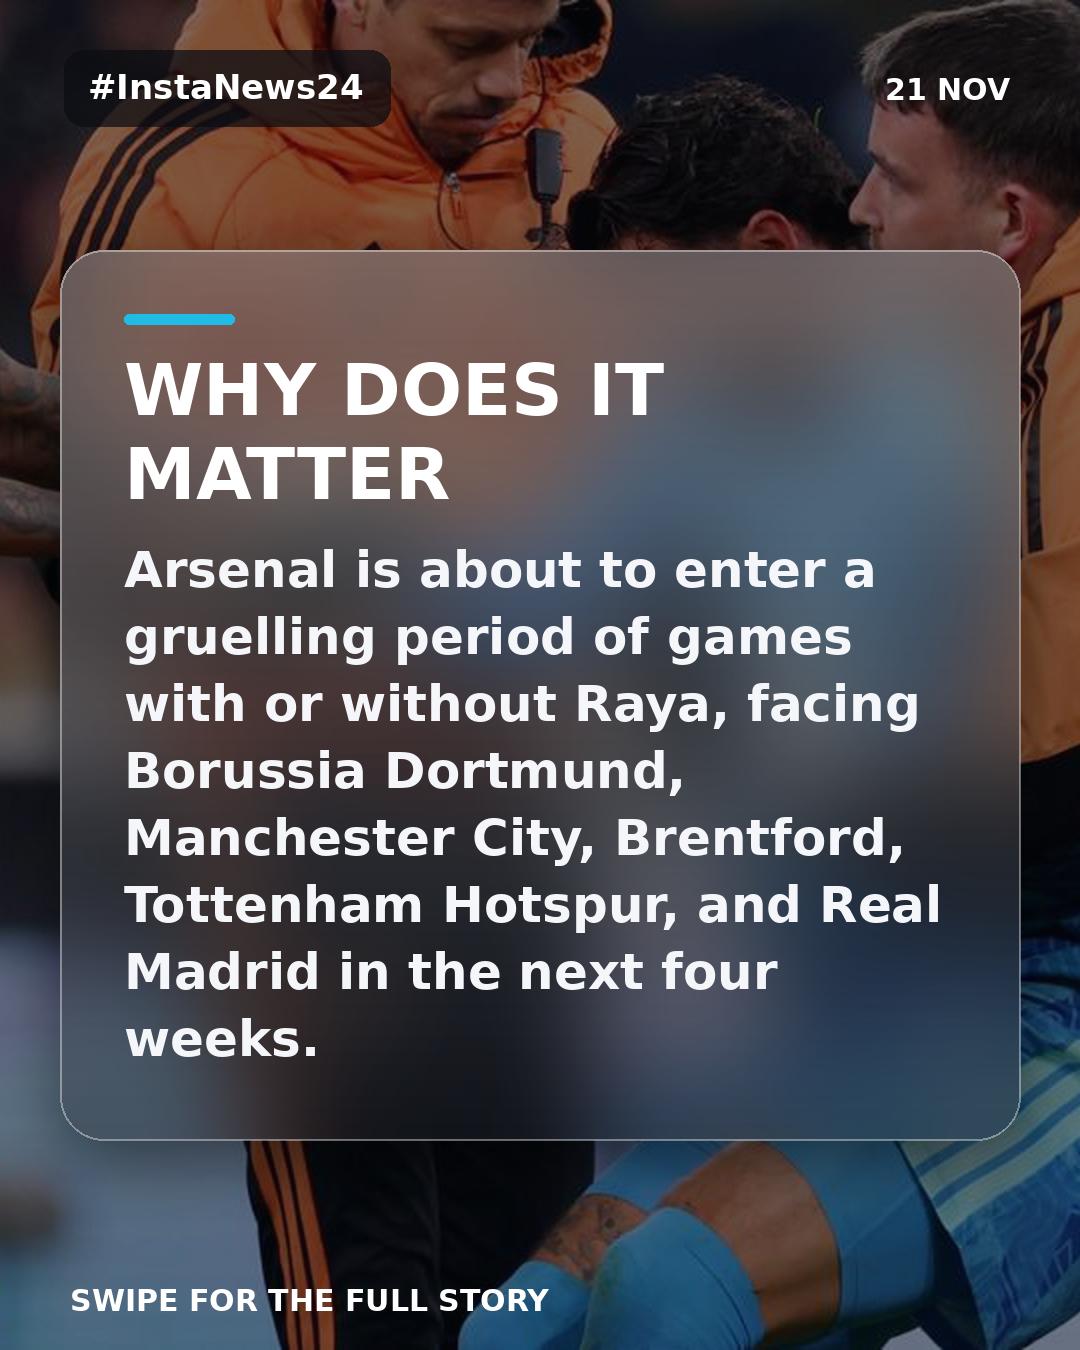 #InstaNews24
21 NOV
WHY DOES IT
MATTER
Arsenal is about to enter a
gruelling period of games
with or without Raya, facing
Borussia Dortmund,
Manchester City, Brentford,
Tottenham Hotspur, and Real
Madrid in the next four
weeks.
SWIPE FOR THE FULL STORY